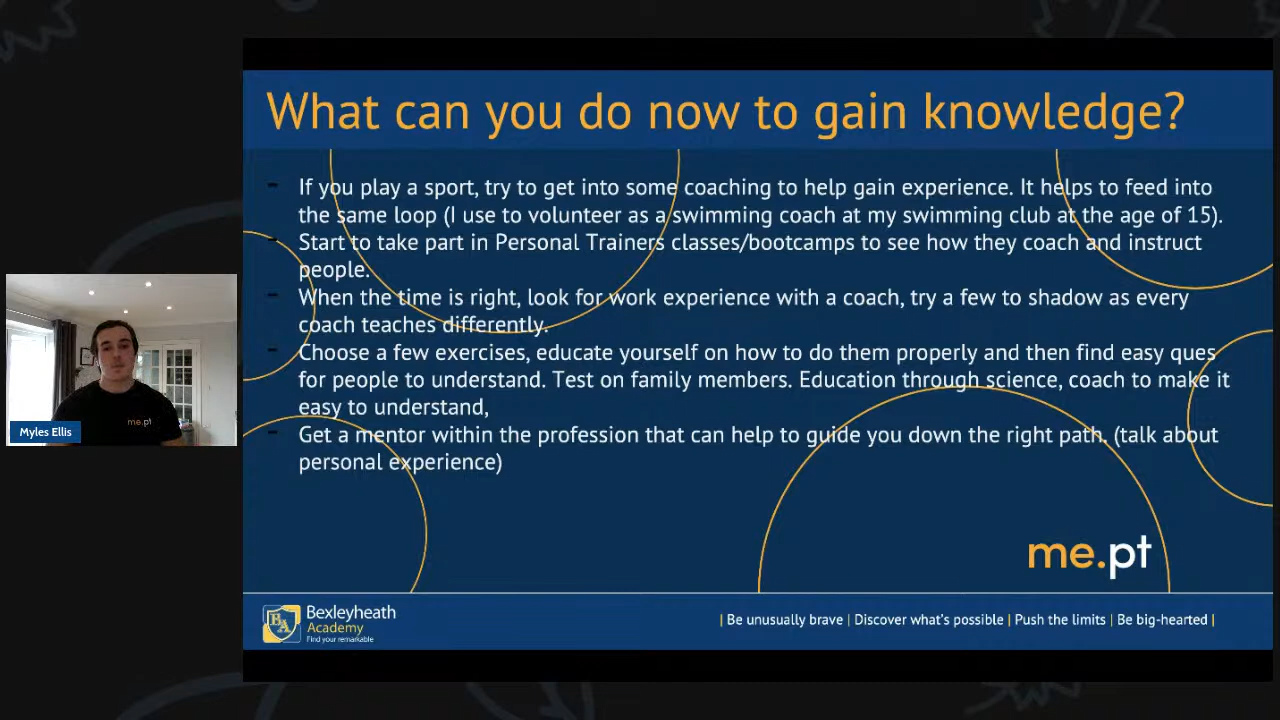 What can you do now to gain knowledge?
- If you play a sport, try to get into some coaching to help gain experience. It helps to feed into
the same loop (I use to volunteer as a swimming coach at my swimming club at the age of 15).
- Start to take part in Personal Trainers classes/bootcamps to see how they coach and instruct
people.
- When the time is right, look for work experience with a coach, try a few to shadow as every
coach teaches differently.
- Choose a few exercises, educate yourself on how to do them properly and then find easy ques
for people to understand. Test on family members. Education through science, coach to make it
easy to understand,
- Get a mentor within the profession that can help to guide you down the right path. (talk about
personal experience)
me.pt
Myles Ellis
me.pt
BA
Bexleyheath
Academy
Find your remarkable
| Be unusually brave | Discover what's possible | Push the limits | Be big-hearted |